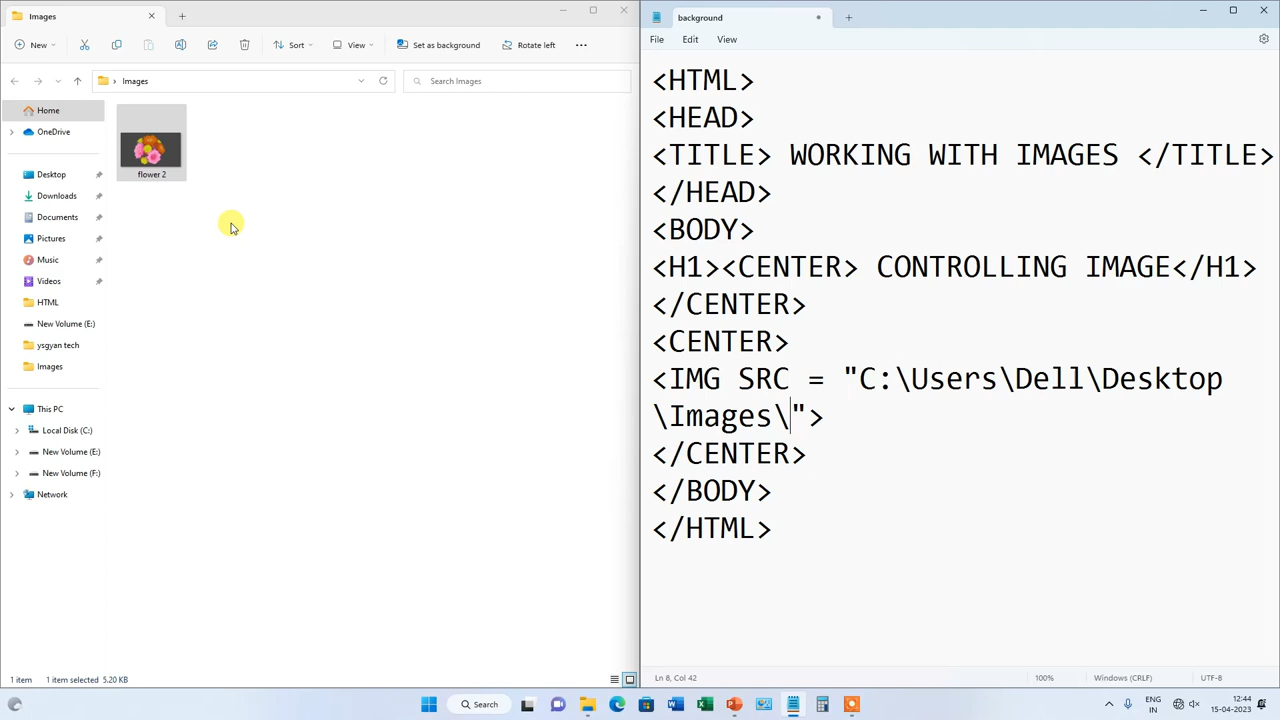 Images
background
New
Sort
View
Set as background
Rotate left
File Edit View
Images
Search Images
Home
OneDrive
Desktop
Downloads
Documents
Pictures
Music
Videos
HTML
New Volume (E:)
ysgyan tech
Images
This PC
Local Disk (C:)
New Volume (E:)
New Volume (F:)
Network
flower 2
<HTML>
<HEAD>
<TITLE> WORKING WITH IMAGES </TITLE>
</HEAD>
<BODY>
<H1><CENTER> CONTROLLING IMAGE</H1>
</CENTER>
<CENTER>
<IMG SRC = "C:\Users\Dell\Desktop
\Images\">
</CENTER>
</BODY>
</HTML>
1 item 1 item selected 5.20 KB
Ln 8, Col 42 100% Windows (CRLF) UTF-8
Search
ENG
IN
12:44
15-04-2023